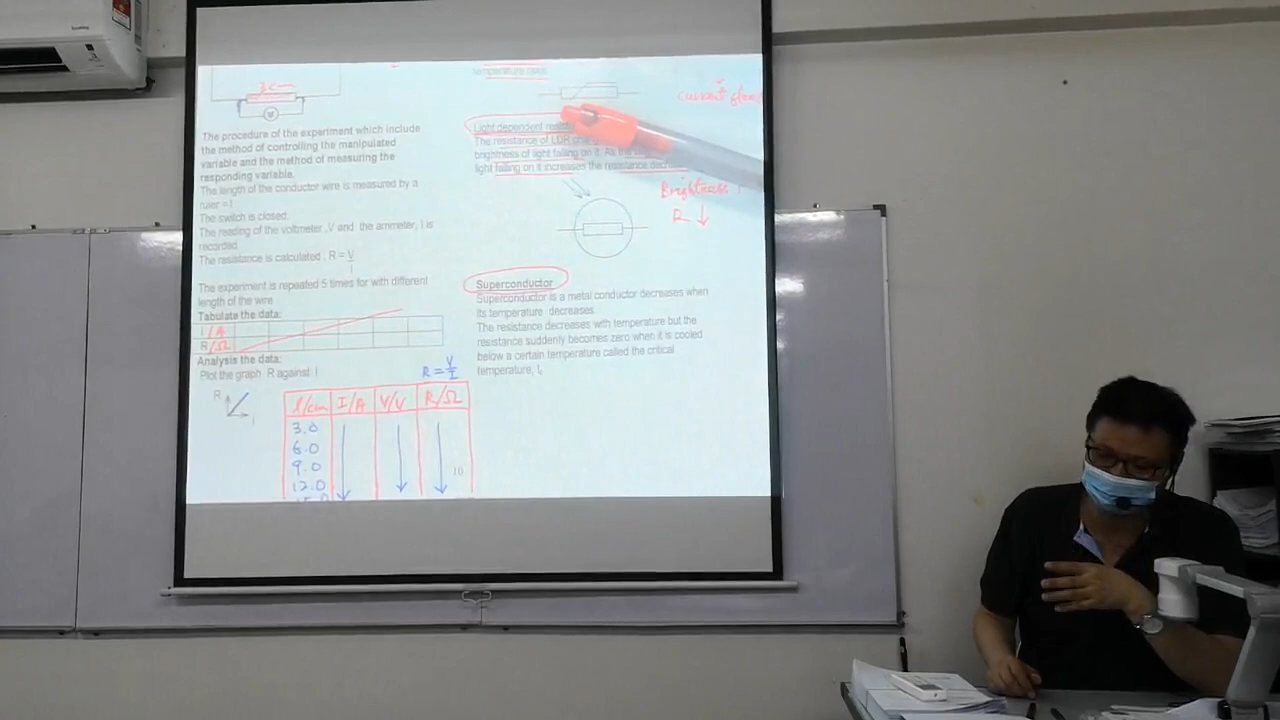 3cm
V
The procedure of the experiment which include
the method of controlling the manipulated
variable and the method of measuring the
responding variable.
The length of the conductor wire is measured by a
ruler = l
The switch is closed.
The reading of the voltmeter ,V and the ammeter, I is
recorded
The resistance is calculated , R = V
I
The experiment is repeated 5 times for with different
length of the wire
Tabulate the data:
I/A
R/Ω
Analysis the data:
Plot the graph R against l
R
l
R = V/I
l/cm I/A V/V R/Ω
3.0
6.0
9.0
12.0
10
temperature
current
Light dependent
The resistance of LDR
brightness of light falling on it. As the
light falling on it increases the resistance
Brightness
R ↓
Superconductor
Superconductor is a metal conductor decreases when
its temperature decreases.
The resistance decreases with temperature but the
resistance suddenly becomes zero when it is cooled
below a certain temperature called the critical
temperature,